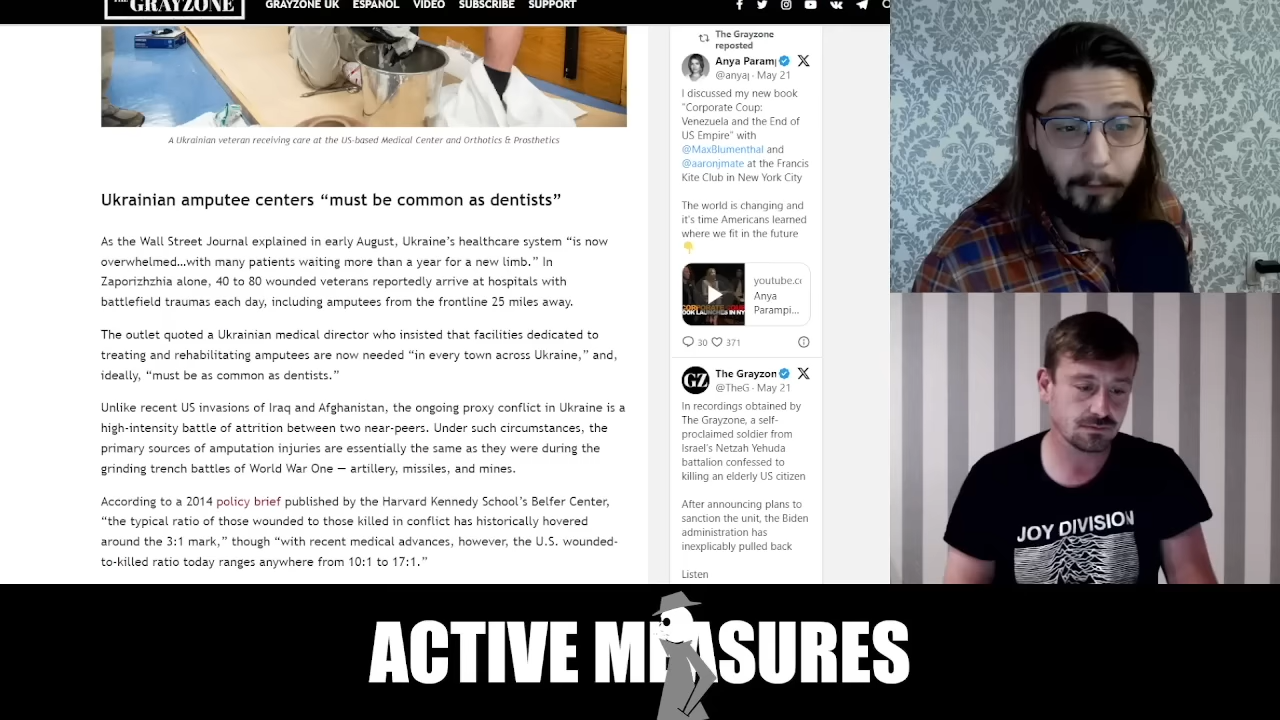 THE
GRAYZONE
GRAYZONE UK ESPAÑOL VIDEO SUBSCRIBE SUPPORT
A Ukrainian veteran receiving care at the US-based Medical Center and Orthotics & Prosthetics
Ukrainian amputee centers “must be common as dentists”
As the Wall Street Journal explained in early August, Ukraine’s healthcare system “is now
overwhelmed…with many patients waiting more than a year for a new limb.” In
Zaporizhzhia alone, 40 to 80 wounded veterans reportedly arrive at hospitals with
battlefield traumas each day, including amputees from the frontline 25 miles away.
The outlet quoted a Ukrainian medical director who insisted that facilities dedicated to
treating and rehabilitating amputees are now needed “in every town across Ukraine,” and,
ideally, “must be as common as dentists.”
Unlike recent US invasions of Iraq and Afghanistan, the ongoing proxy conflict in Ukraine is a
high-intensity battle of attrition between two near-peers. Under such circumstances, the
primary sources of amputation injuries are essentially the same as they were during the
grinding trench battles of World War One — artillery, missiles, and mines.
According to a 2014 policy brief published by the Harvard Kennedy School’s Belfer Center,
“the typical ratio of those wounded to those killed in conflict has historically hovered
around the 3:1 mark,” though “with recent medical advances, however, the U.S. wounded-
to-killed ratio today ranges anywhere from 10:1 to 17:1.”
The Grayzone
reposted
Anya Paramp
@anyap · May 21
I discussed my new book
"Corporate Coup:
Venezuela and the End of
US Empire" with
@MaxBlumenthal and
@aaronjmate at the Francis
Kite Club in New York City
The world is changing and
it's time Americans learned
where we fit in the future
youtube.co
Anya
Parampi...
30 371
GZ
The Grayzon
@TheG · May 21
In recordings obtained by
The Grayzone, a self-
proclaimed soldier from
Israel's Netzah Yehuda
battalion confessed to
killing an elderly US citizen
After announcing plans to
sanction the unit, the Biden
administration has
inexplicably pulled back
Listen
JOY DIVISION
ACTIVE MEASURES